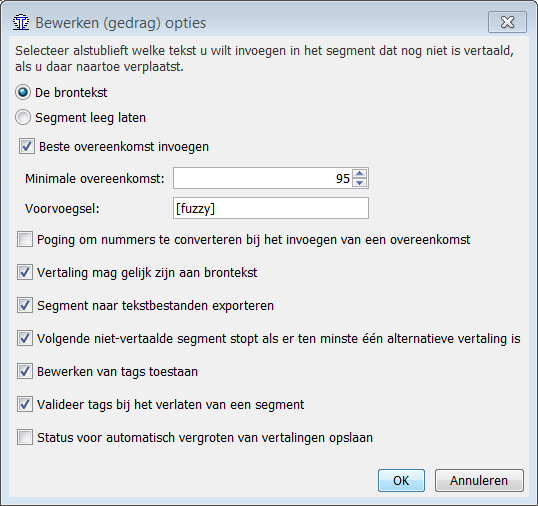 Bewerken (gedrag) opties
Selecteer alstublieft welke tekst u wilt invoegen in het segment dat nog niet is vertaald,
als u daar naartoe verplaatst.
De brontekst
Segment leeg laten
Beste overeenkomst invoegen
Minimale overeenkomst: 95
Voorvoegsel: [fuzzy]
Poging om nummers te converteren bij het invoegen van een overeenkomst
Vertaling mag gelijk zijn aan brontekst
Segment naar tekstbestanden exporteren
Volgende niet-vertaalde segment stopt als er ten minste één alternatieve vertaling is
Bewerken van tags toestaan
Valideer tags bij het verlaten van een segment
Status voor automatisch vergroten van vertalingen opslaan
OK Annuleren